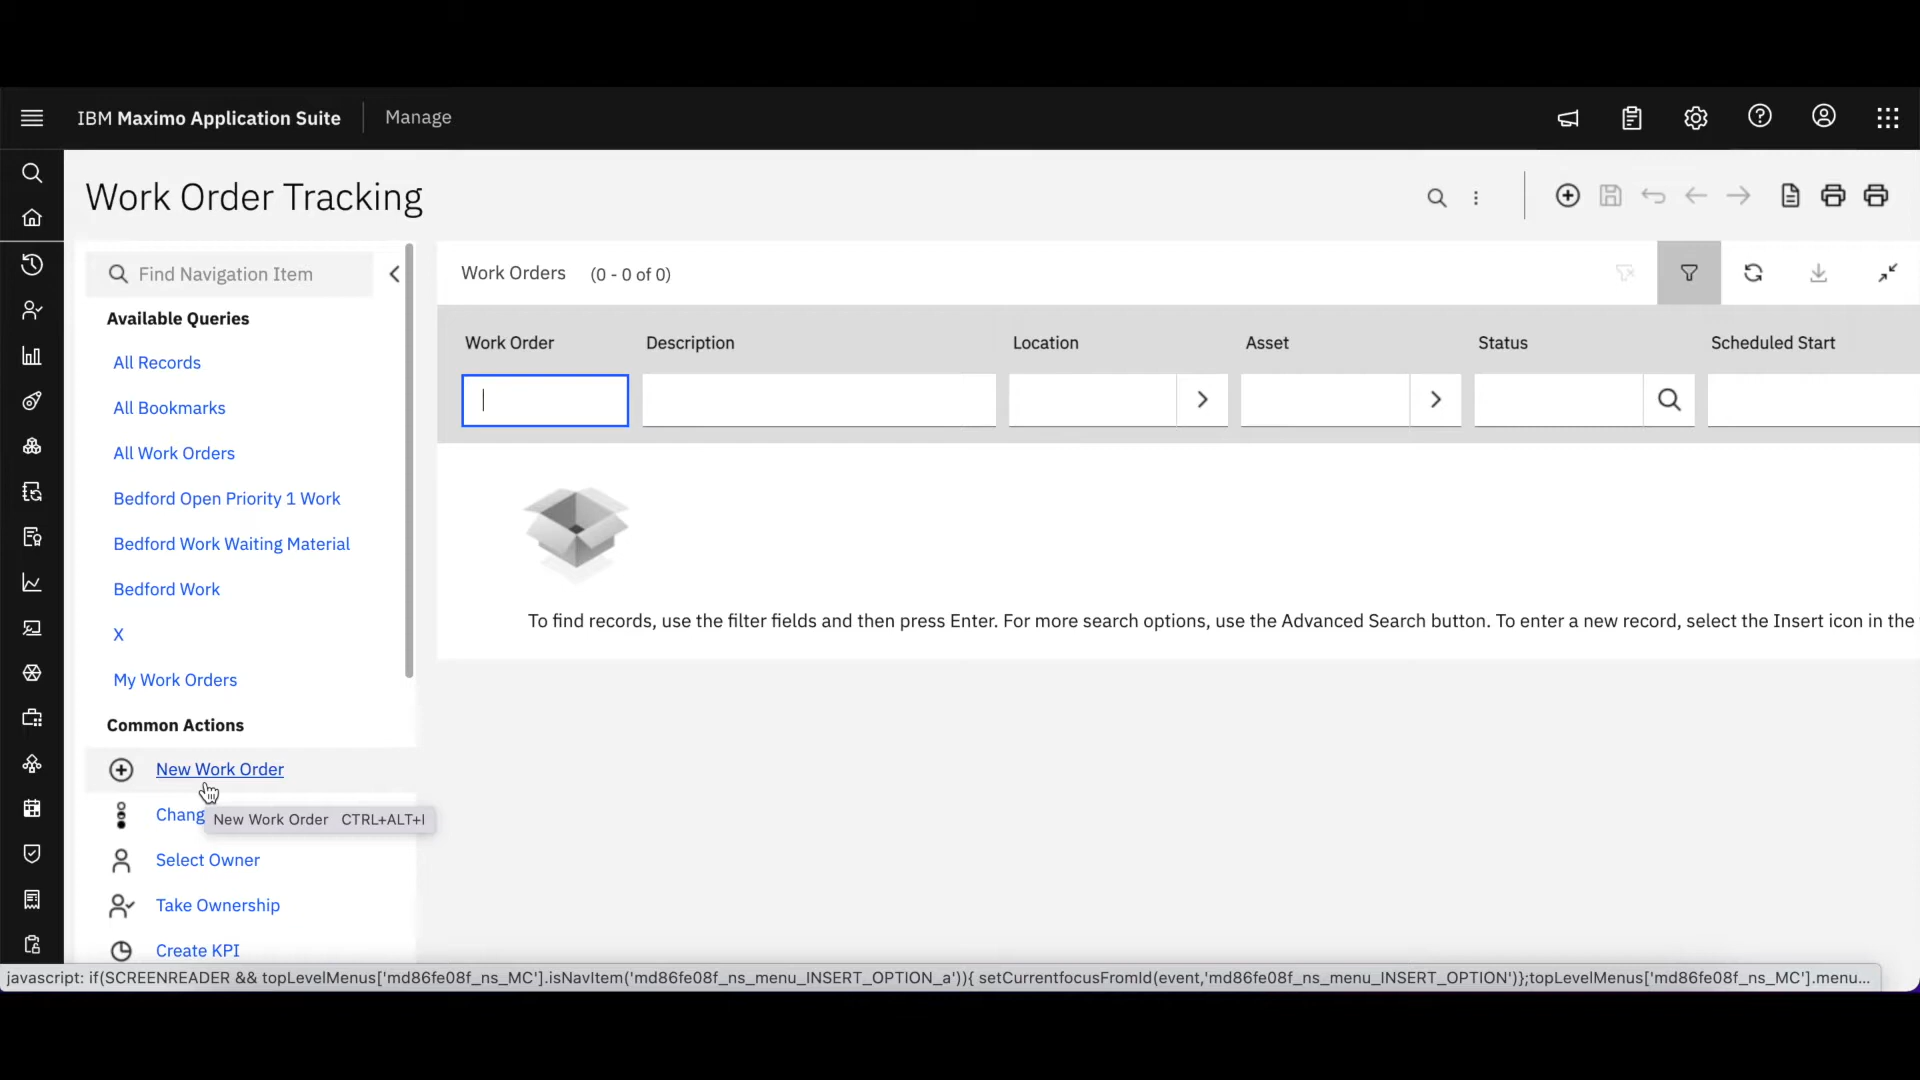 IBM Maximo Application Suite Manage
Work Order Tracking
Find Navigation Item
Available Queries
All Records
All Bookmarks
All Work Orders
Bedford Open Priority 1 Work
Bedford Work Waiting Material
Bedford Work
X
My Work Orders
Common Actions
New Work Order
Chang
New Work Order CTRL+ALT+I
Select Owner
Take Ownership
Create KPI
Work Orders (0 - 0 of 0)
Work Order Description Location Asset Status Scheduled Start
To find records, use the filter fields and then press Enter. For more search options, use the Advanced Search button. To enter a new record, select the Insert icon in the
javascript: if(SCREENREADER && topLevelMenus['md86fe08f_ns_MC'].isNavItem('md86fe08f_ns_menu_INSERT_OPTION_a')){ setCurrentfocusFromId(event,'md86fe08f_ns_menu_INSERT_OPTION')};topLevelMenus['md86fe08f_ns_MC'].menu...